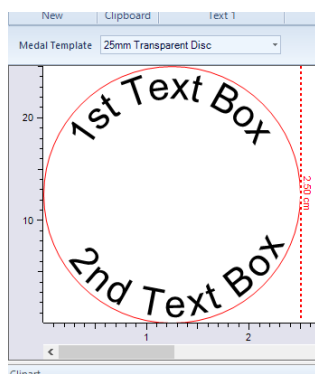 New Clipboard Text 1
Medal Template 25mm Transparent Disc
1st Text Box
20
2.50 cm
10
2nd Text Box
1 2
Clipart